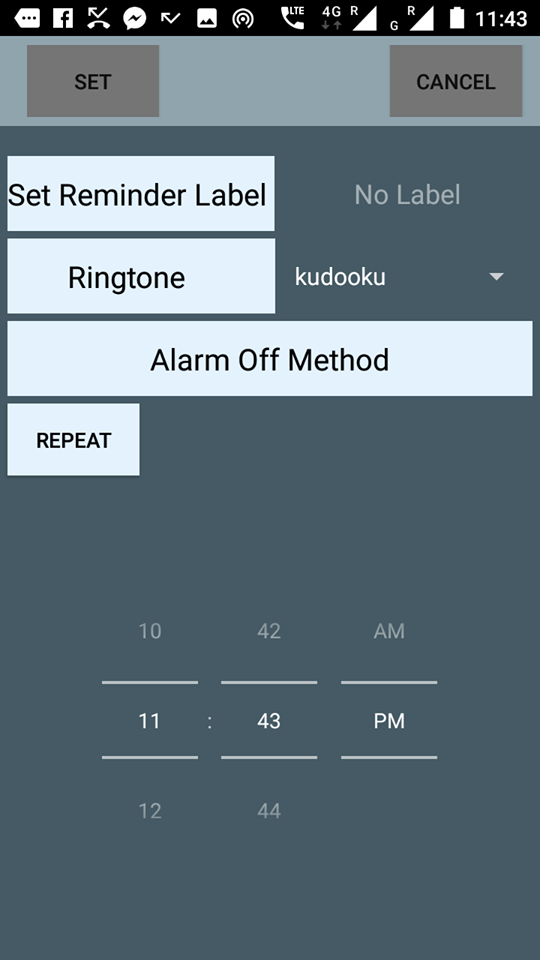 LTE 4G R G R 11:43
SET CANCEL
Set Reminder Label No Label
Ringtone kudooku
Alarm Off Method
REPEAT
10 42 AM
11 : 43 PM
12 44